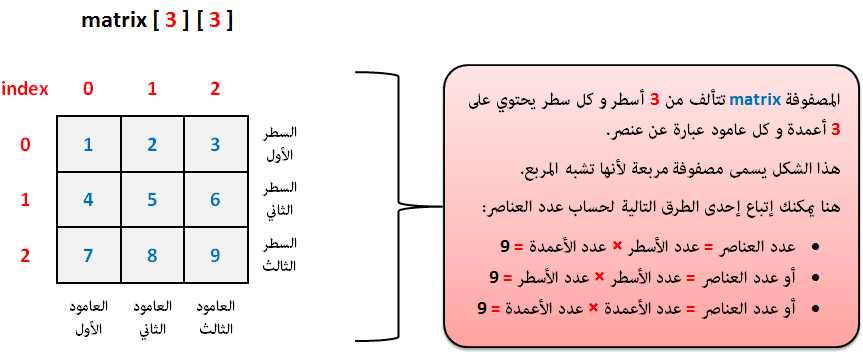 matrix [ 3 ] [ 3 ]
index 0 1 2
0 1 2 3 السطر الأول
1 4 5 6 السطر الثاني
2 7 8 9 السطر الثالث
العامود الأول العامود الثاني العامود الثالث
المصفوفة matrix تتألف من 3 أسطر و كل سطر يحتوي على
3 أعمدة و كل عامود عبارة عن عنصر.
هذا الشكل يسمى مصفوفة مربعة لأنها تشبه المربع.
هنا يمكنك إتباع إحدى الطرق التالية لحساب عدد العناصر:
• عدد العناصر = عدد الأسطر × عدد الأعمدة = 9
• أو عدد العناصر = عدد الأسطر × عدد الأسطر = 9
• أو عدد العناصر = عدد الأعمدة × عدد الأعمدة = 9